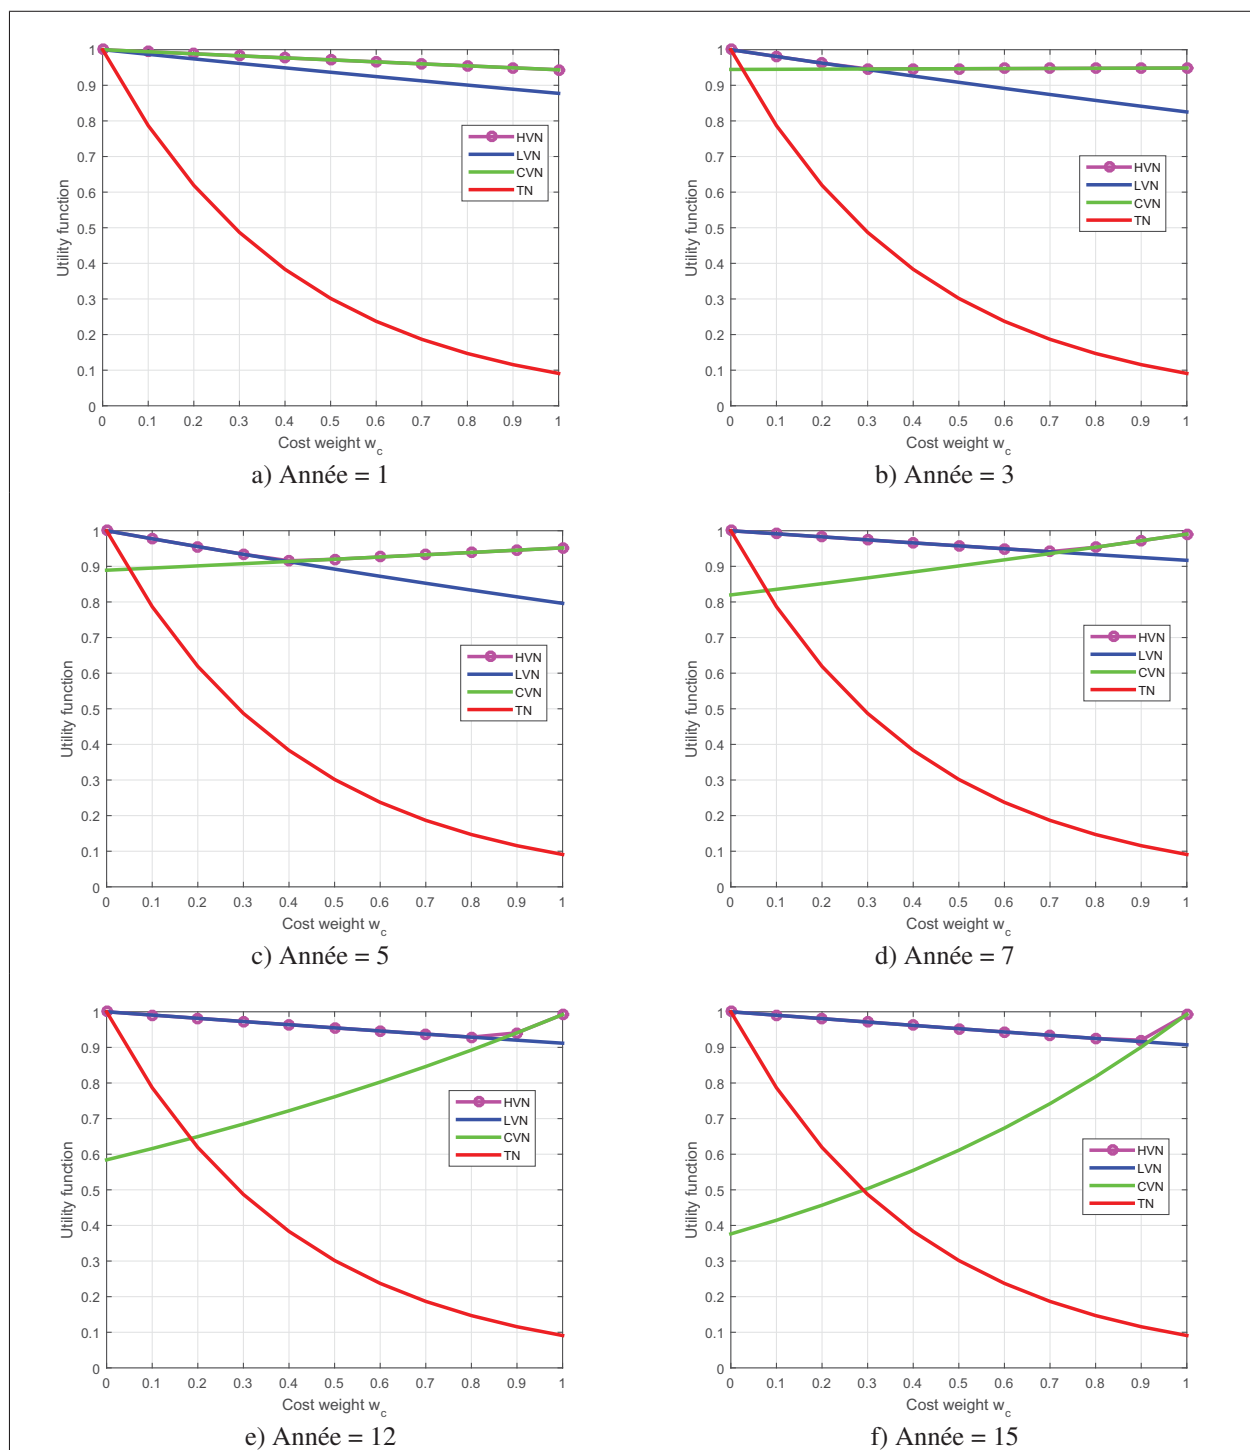 1
0.9
0.8
0.7
0.6
0.5
0.4
0.3
0.2
0.1
0
Utility function
HVN
LVN
CVN
TN
0 0.1 0.2 0.3 0.4 0.5 0.6 0.7 0.8 0.9 1
Cost weight w_c
a) Année = 1
1
0.9
0.8
0.7
0.6
0.5
0.4
0.3
0.2
0.1
0
Utility function
HVN
LVN
CVN
TN
0 0.1 0.2 0.3 0.4 0.5 0.6 0.7 0.8 0.9 1
Cost weight w_c
b) Année = 3
1
0.9
0.8
0.7
0.6
0.5
0.4
0.3
0.2
0.1
0
Utility function
HVN
LVN
CVN
TN
0 0.1 0.2 0.3 0.4 0.5 0.6 0.7 0.8 0.9 1
Cost weight w_c
c) Année = 5
1
0.9
0.8
0.7
0.6
0.5
0.4
0.3
0.2
0.1
0
Utility function
HVN
LVN
CVN
TN
0 0.1 0.2 0.3 0.4 0.5 0.6 0.7 0.8 0.9 1
Cost weight w_c
d) Année = 7
1
0.9
0.8
0.7
0.6
0.5
0.4
0.3
0.2
0.1
0
Utility function
HVN
LVN
CVN
TN
0 0.1 0.2 0.3 0.4 0.5 0.6 0.7 0.8 0.9 1
Cost weight w_c
e) Année = 12
1
0.9
0.8
0.7
0.6
0.5
0.4
0.3
0.2
0.1
0
Utility function
HVN
LVN
CVN
TN
0 0.1 0.2 0.3 0.4 0.5 0.6 0.7 0.8 0.9 1
Cost weight w_c
f) Année = 15